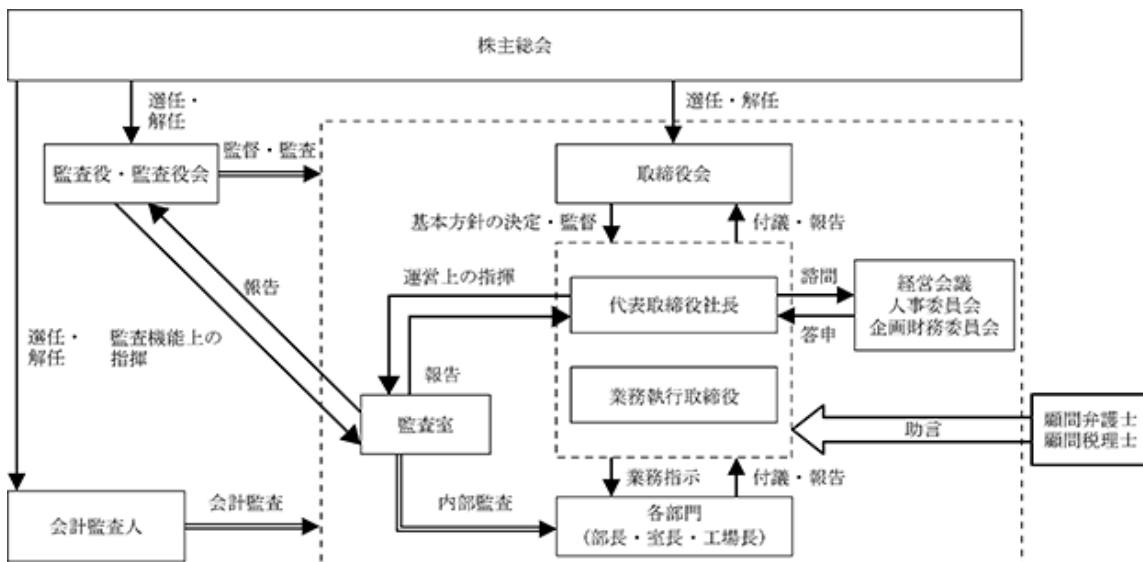 株主総会
選任・
解任
選任・解任
監督・監査
監査役・監査役会
取締役会
基本方針の決定・監督
付議・報告
運営上の指揮
諮問
経営会議
人事委員会
企画財務委員会
代表取締役社長
報告
答申
選任・
解任
監査機能上の
指揮
報告
業務執行取締役
監査室
助言
顧問弁護士
顧問税理士
業務指示
付議・報告
会計監査
内部監査
会計監査人
各部門
(部長・室長・工場長)